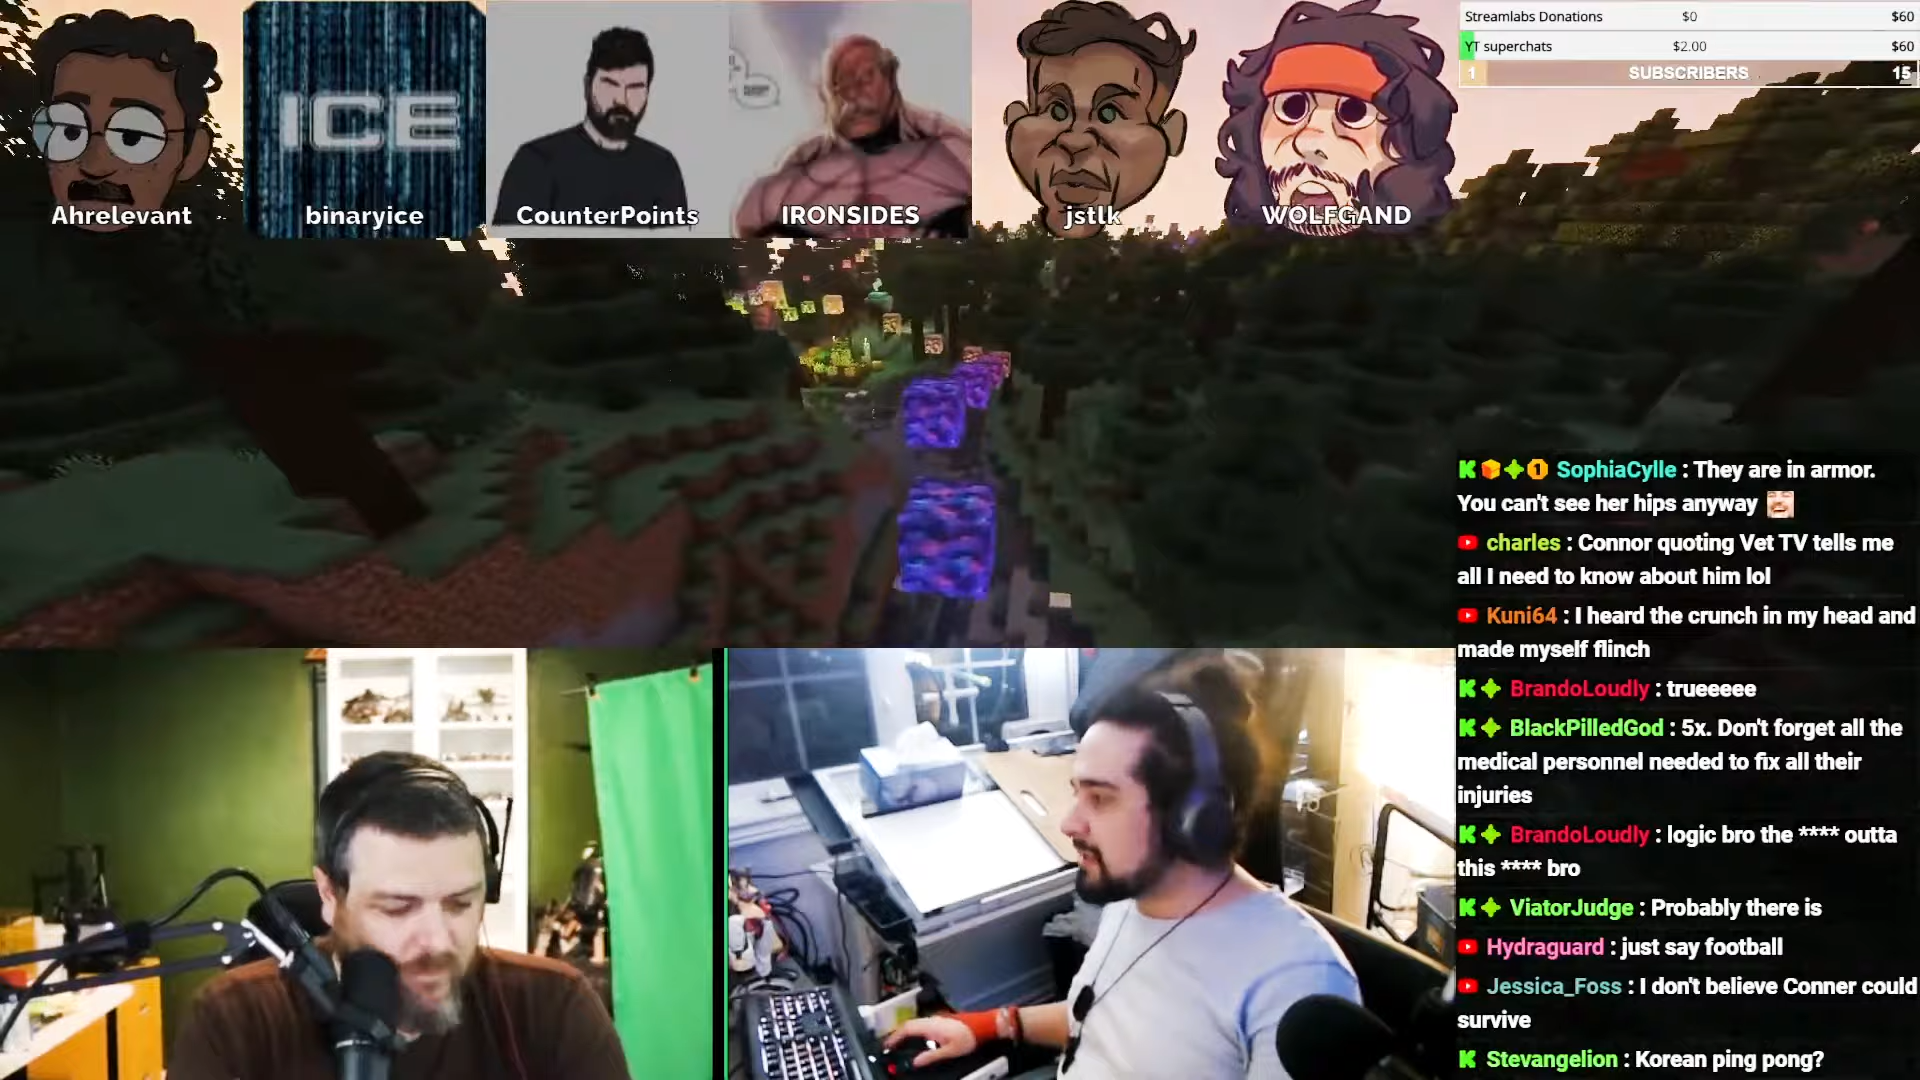 Streamlabs Donations $0 $60
YT superchats $2.00 $60
1 SUBSCRIBERS 15
ICE
Ahrelevant binaryice CounterPoints IRONSIDES jstlk WOLFGAND
SophiaCylle : They are in armor.
You can't see her hips anyway
charles : Connor quoting Vet TV tells me
all I need to know about him lol
Kuni64 : I heard the crunch in my head and
made myself flinch
BrandoLoudly : trueeeee
BlackPilledGod : 5x. Don't forget all the
medical personnel needed to fix all their
injuries
BrandoLoudly : logic bro the **** outta
this **** bro
ViatorJudge : Probably there is
Hydraguard : just say football
Jessica_Foss : I don't believe Conner could
survive
Stevangelion : Korean ping pong?